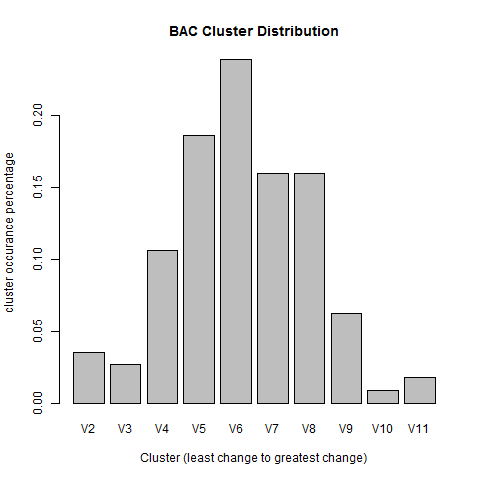 BAC Cluster Distribution
cluster occurance percentage
0.20
0.15
0.10
0.05
0.00
V2 V3 V4 V5 V6 V7 V8 V9 V10 V11
Cluster (least change to greatest change)